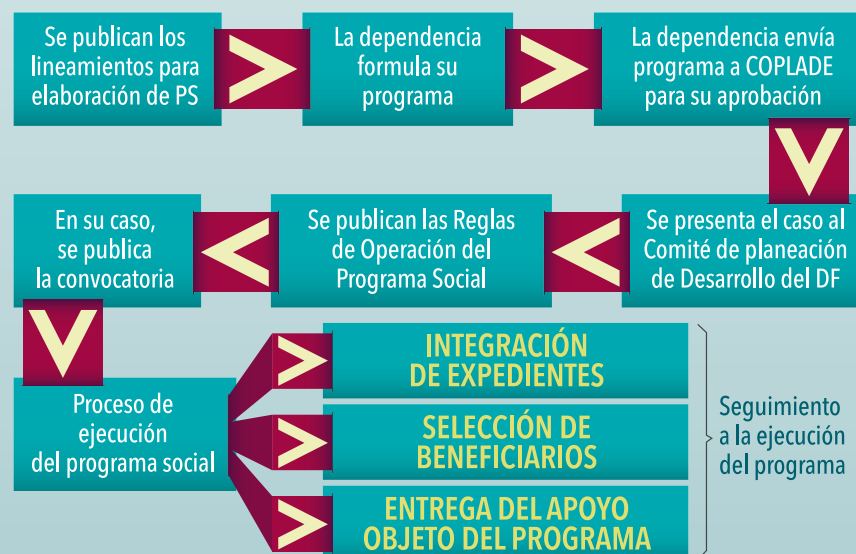 Se publican los
lineamientos para
elaboración de PS
La dependencia
formula su
programa
La dependencia envía
programa a COPLADE
para su aprobación
Se presenta el caso al
Comité de planeación
de Desarrollo del DF
Se publican las Reglas
de Operación del
Programa Social
En su caso,
se publica
la convocatoria
Proceso de
ejecución
del programa social
INTEGRACIÓN
DE EXPEDIENTES
SELECCIÓN DE
BENEFICIARIOS
ENTREGA DEL APOYO
OBJETO DEL PROGRAMA
Seguimiento
a la ejecución
del programa